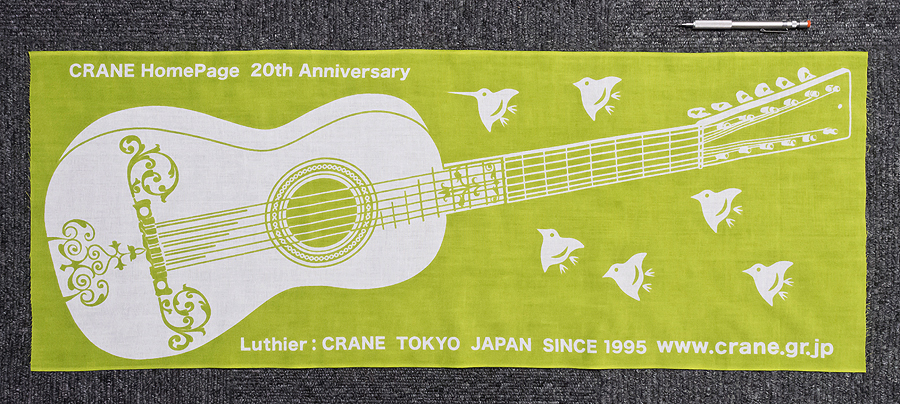 CRANE HomePage 20th Anniversary
Luthier : CRANE TOKYO JAPAN SINCE 1995 www.crane.gr.jp